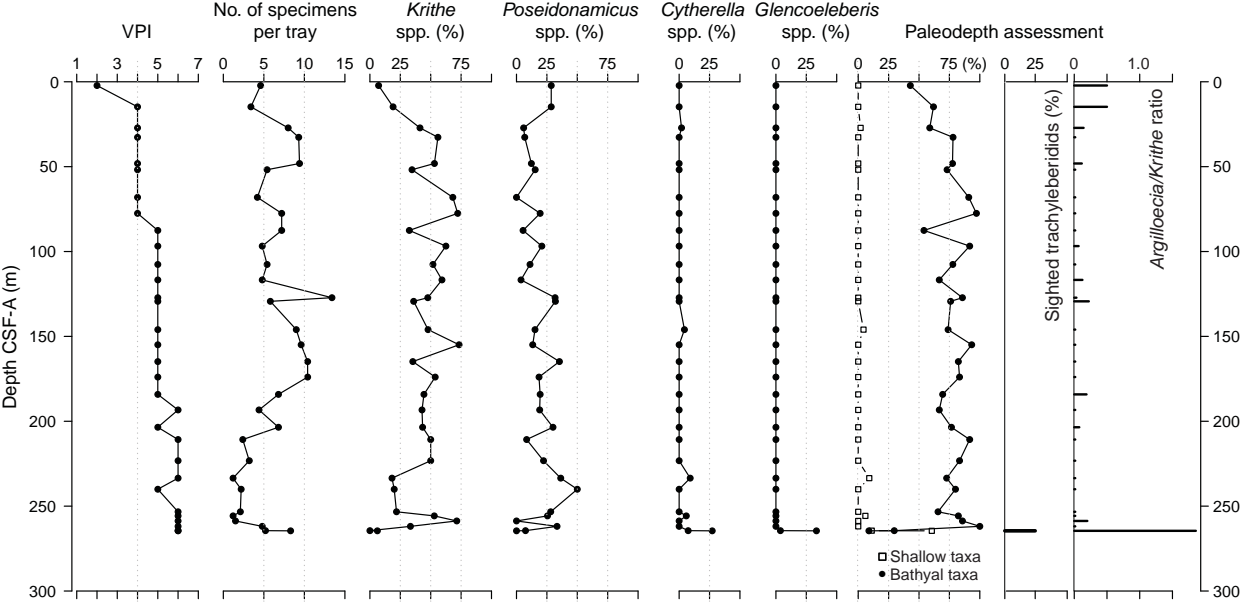 No. of specimens Krithe Poseidonamicus Cytherella Glencoeleberis
VPI per tray spp. (%) spp. (%) spp. (%) spp. (%) Paleodepth assessment
1 3 5 7 0 5 10 15 0 25 75 0 25 75 0 25 0 25 0 25 75 (%) 0 25 0 1.0
0 0
50 50
100 100
150 150
200 200
250 250
300 300
Depth CSF-A (m)
Sighted trachyleberidids (%)
Argilloecia/Krithe ratio
Shallow taxa
Bathyal taxa